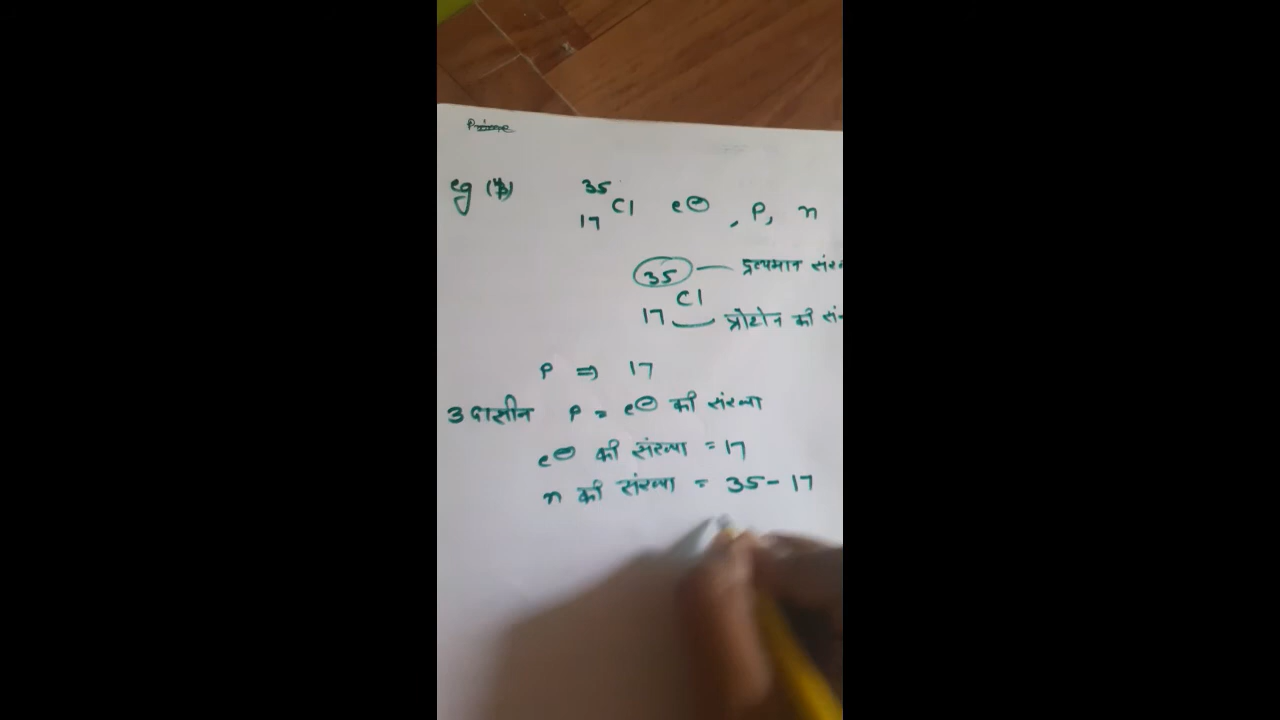 eg
35
17 Cl e⊖ , P, n
35 — द्रव्यमान
Cl
17 — प्रोटोन की
P ⇒ 17
उदासीन P = e⊖ की संख्या
e⊖ की संख्या = 17
n की संख्या = 35 - 17